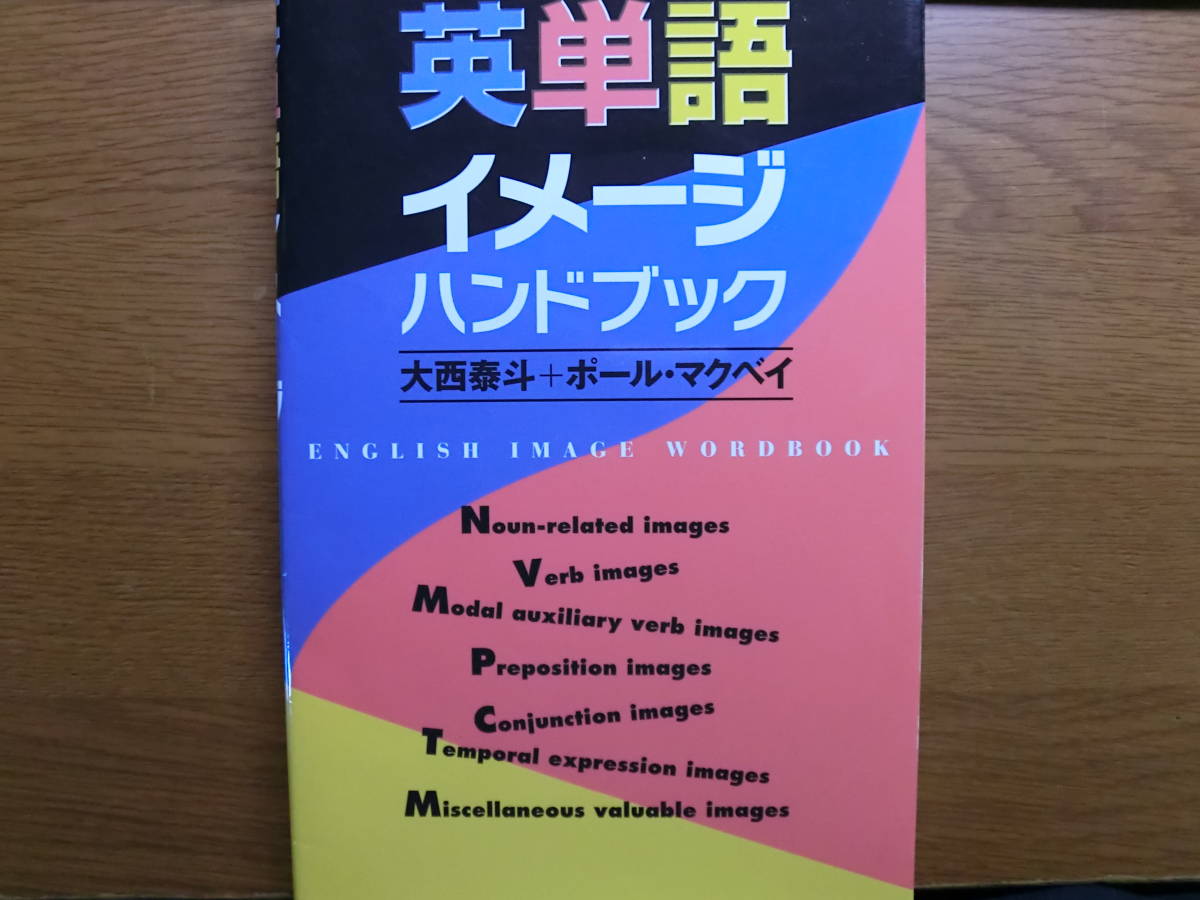 英単語
イメージ
ハンドブック
大西泰斗+ポール・マクベイ
ENGLISH IMAGE WORDBOOK
Noun-related images
Verb images
Modal auxiliary verb images
Preposition images
Conjunction images
Temporal expression images
Miscellaneous valuable images